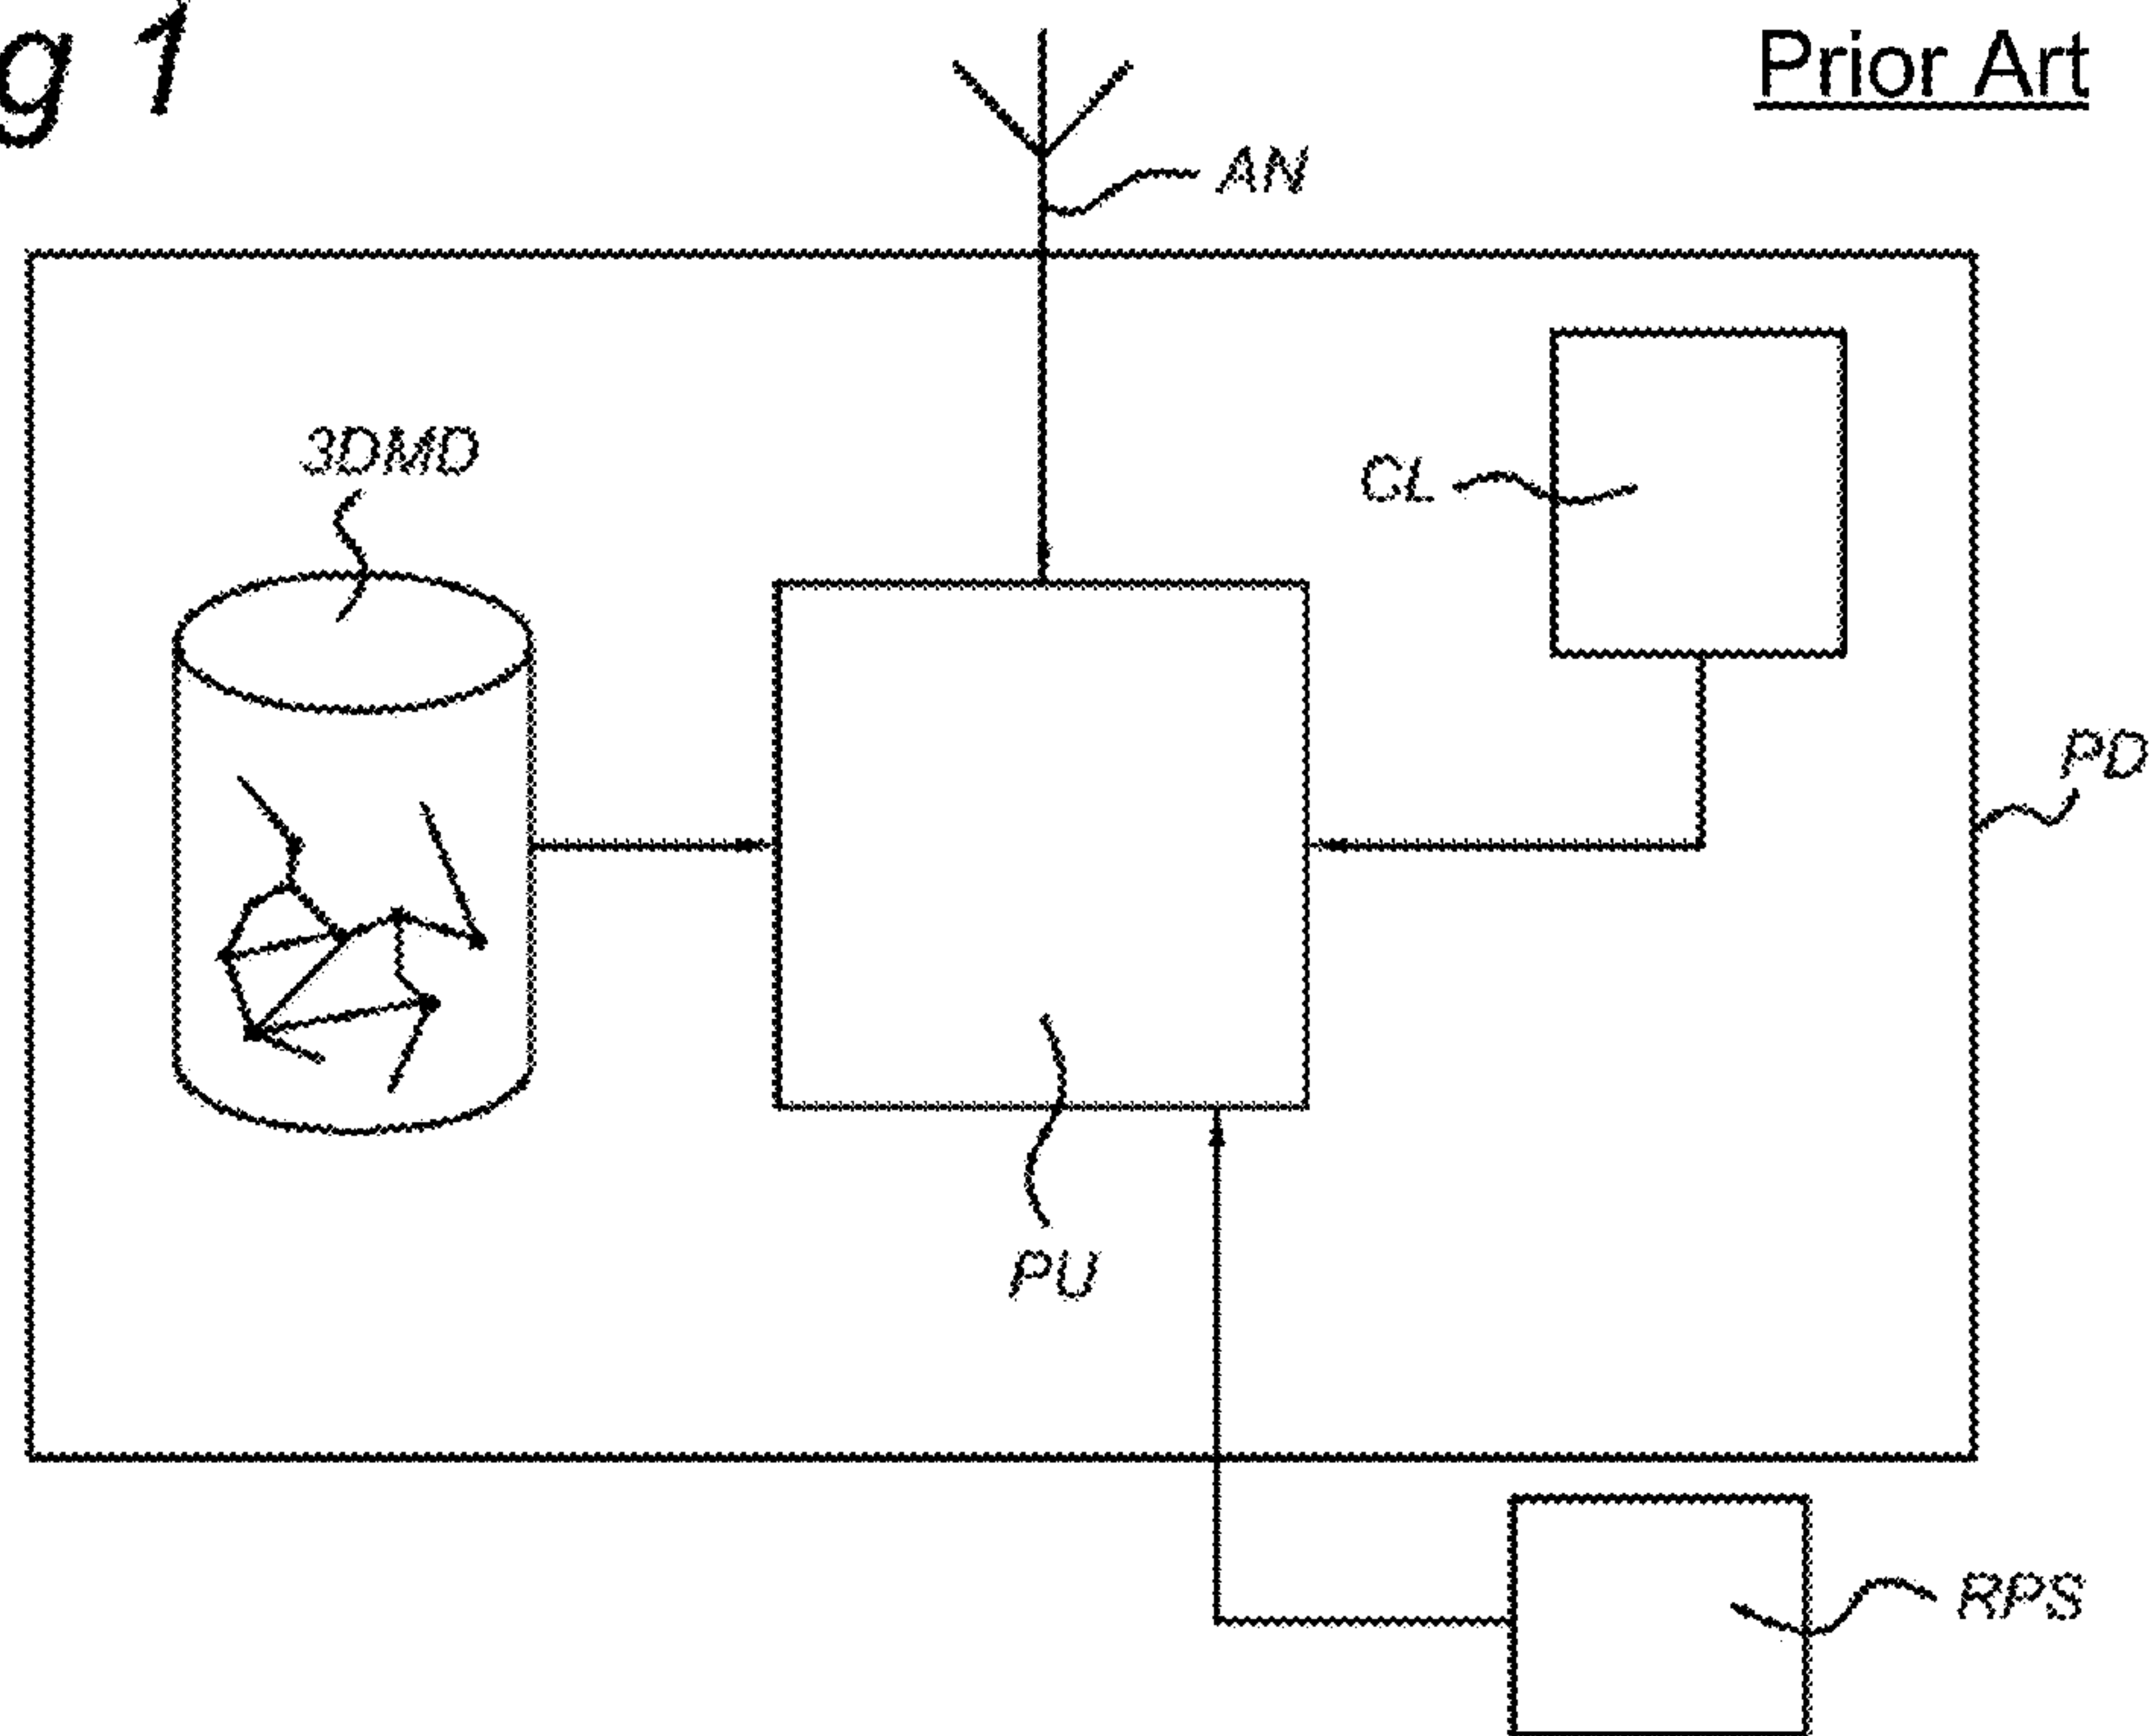 g 1
Prior Art
AN
3DMD
CL
PD
PU
RPS